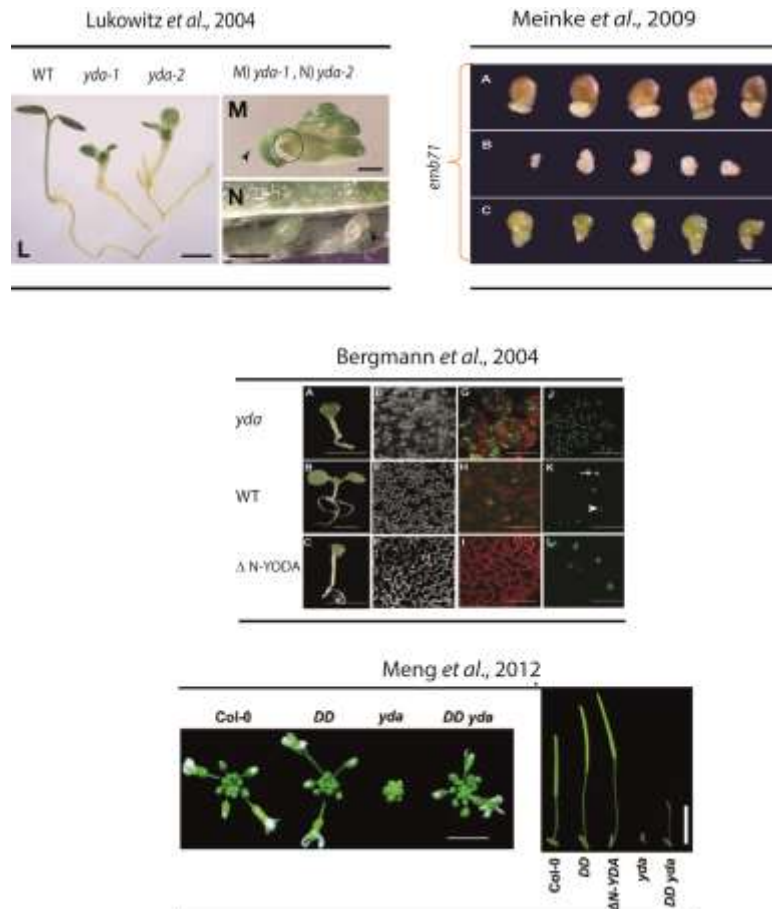 Lukowitz et al., 2004
WT yda-1 yda-2 M) yda-1 , N) yda-2
M
N
L
Meinke et al., 2009
emb71
A
B
C
Bergmann et al., 2004
yda
WT
Δ N-YODA
A G J
H K
C I
Meng et al., 2012
Col-0 DD yda DD yda
Col-0 DD ΔN-YDA yda DD yda